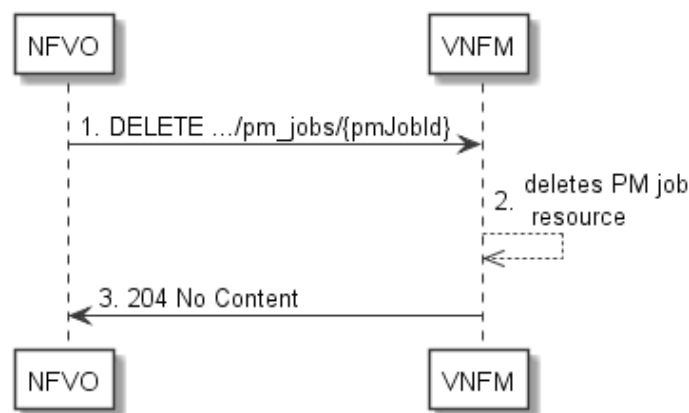 NFVO
VNFM
1. DELETE .../pm_jobs/{pmJobId}
2. deletes PM job
resource
3. 204 No Content
NFVO
VNFM